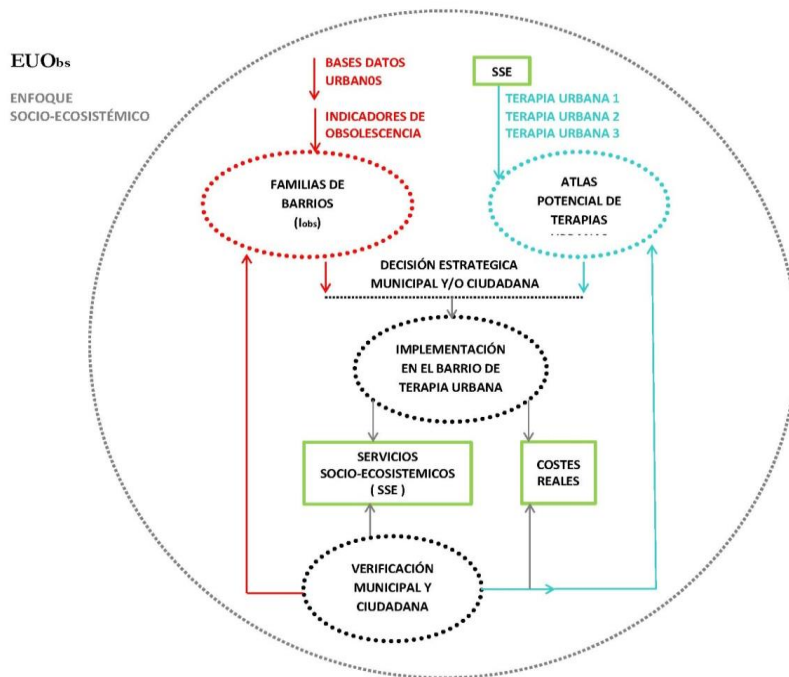 EUObs
ENFOQUE
SOCIO-ECOSISTÉMICO
BASES DATOS
URBAN0S
INDICADORES DE
OBSOLESCENCIA
SSE
TERAPIA URBANA 1
TERAPIA URBANA 2
TERAPIA URBANA 3
FAMILIAS DE
BARRIOS
(Iobs)
ATLAS
POTENCIAL DE
TERAPIAS
DECISIÓN ESTRATEGICA
MUNICIPAL Y/O CIUDADANA
IMPLEMENTACIÓN
EN EL BARRIO DE
TERAPIA URBANA
SERVICIOS
SOCIO-ECOSISTEMICOS
( SSE )
COSTES
REALES
VERIFICACIÓN
MUNICIPAL Y
CIUDADANA